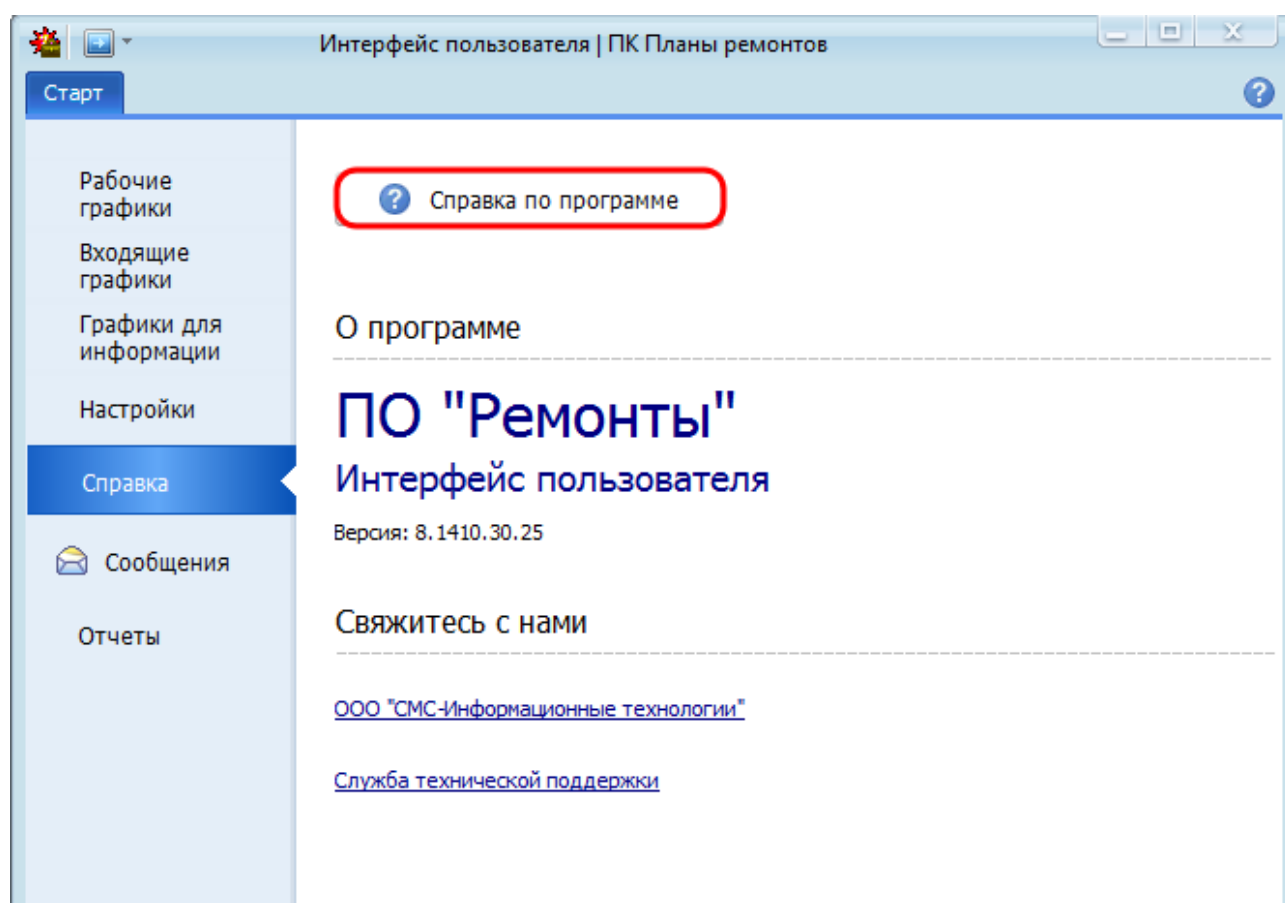 Интерфейс пользователя | ПК Планы ремонтов
Старт
Рабочие
графики
Входящие
графики
Графики для
информации
Настройки
Справка
Сообщения
Отчеты
Справка по программе
О программе
ПО "Ремонты"
Интерфейс пользователя
Версия: 8.1410.30.25
Свяжитесь с нами
ООО "СМС-Информационные технологии"
Служба технической поддержки